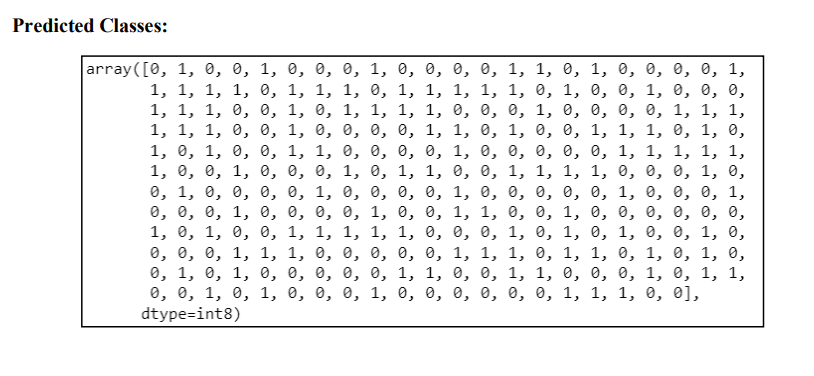 Predicted Classes:
array([0, 1, 0, 0, 1, 0, 0, 0, 1, 0, 0, 0, 0, 1, 1, 0, 1, 0, 0, 0, 0, 1,
1, 1, 1, 1, 0, 1, 1, 1, 0, 1, 1, 1, 1, 1, 0, 1, 0, 0, 1, 0, 0, 0,
1, 1, 1, 0, 0, 1, 0, 1, 1, 1, 1, 0, 0, 0, 1, 0, 0, 0, 0, 1, 1, 1,
1, 1, 1, 0, 0, 1, 0, 0, 0, 0, 1, 1, 0, 1, 0, 0, 1, 1, 1, 0, 1, 0,
1, 0, 1, 0, 0, 1, 1, 0, 0, 0, 0, 1, 0, 0, 0, 0, 0, 1, 1, 1, 1, 1,
1, 0, 0, 1, 0, 0, 0, 1, 0, 1, 1, 0, 0, 1, 1, 1, 1, 0, 0, 0, 1, 0,
0, 1, 0, 0, 0, 0, 1, 0, 0, 0, 0, 1, 0, 0, 0, 0, 0, 1, 0, 0, 0, 1,
0, 0, 0, 1, 0, 0, 0, 0, 1, 0, 0, 1, 1, 0, 0, 1, 0, 0, 0, 0, 0, 0,
1, 0, 1, 0, 0, 1, 1, 1, 1, 1, 0, 0, 0, 1, 0, 1, 0, 1, 0, 0, 1, 0,
0, 0, 0, 1, 1, 1, 0, 0, 0, 0, 0, 1, 1, 1, 0, 1, 1, 0, 1, 0, 1, 0,
0, 1, 0, 1, 0, 0, 0, 0, 0, 1, 1, 0, 0, 1, 1, 0, 0, 0, 1, 0, 1, 1,
0, 0, 1, 0, 1, 0, 0, 0, 1, 0, 0, 0, 0, 0, 0, 1, 1, 1, 0, 0],
dtype=int8)